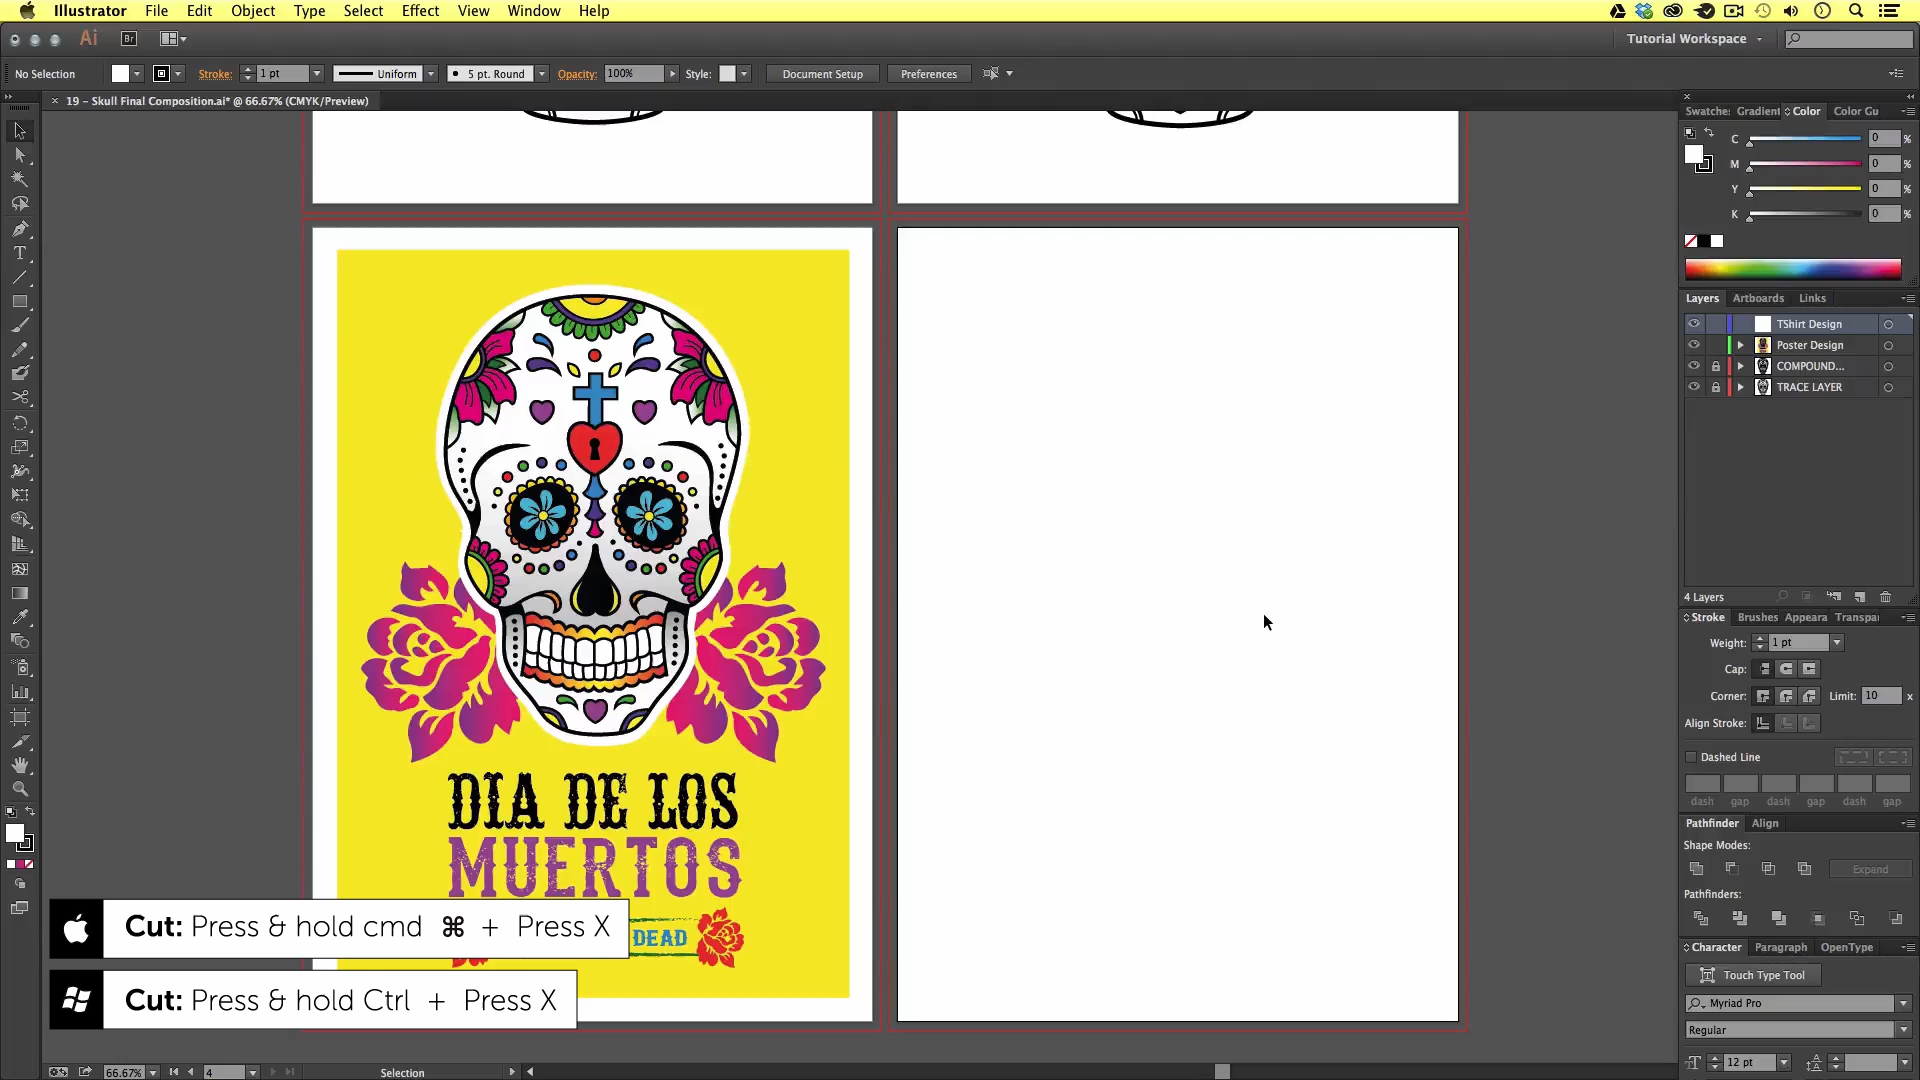 Illustrator File Edit Object Type Select Effect View Window Help
Ai Br Tutorial Workspace
No Selection Stroke: 1 pt Uniform 5 pt. Round Opacity: 100% Style: Document Setup Preferences
× 19 – Skull Final Composition.ai* @ 66.67% (CMYK/Preview)
Swatche Gradient Color Color Gu
C 0 %
M 0 %
Y 0 %
K 0 %
Layers Artboards Links
TShirt Design
Poster Design
COMPOUND...
TRACE LAYER
4 Layers
Stroke Brushes Appeara Transpa
Weight: 1 pt
Cap:
Corner: Limit: 10 x
Align Stroke:
Dashed Line
dash gap dash gap dash gap
Pathfinder Align
Shape Modes:
Expand
Pathfinders:
Character Paragraph OpenType
Touch Type Tool
Myriad Pro
Regular
12 pt
DIA DE LOS
MUERTOS
DEAD
Cut: Press & hold cmd ⌘ + Press X
Cut: Press & hold Ctrl + Press X
66.67% 4 Selection